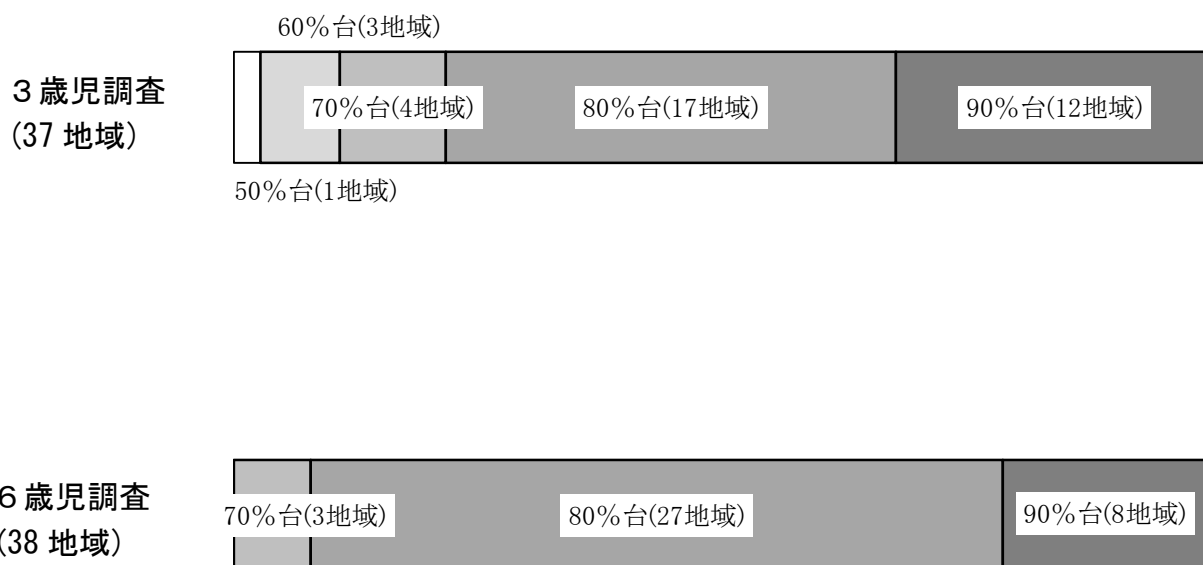 60％台(3地域)
３歳児調査
(37 地域)
70％台(4地域)
80％台(17地域)
90％台(12地域)
50％台(1地域)
６歳児調査
(38 地域)
70％台(3地域)
80％台(27地域)
90％台(8地域)